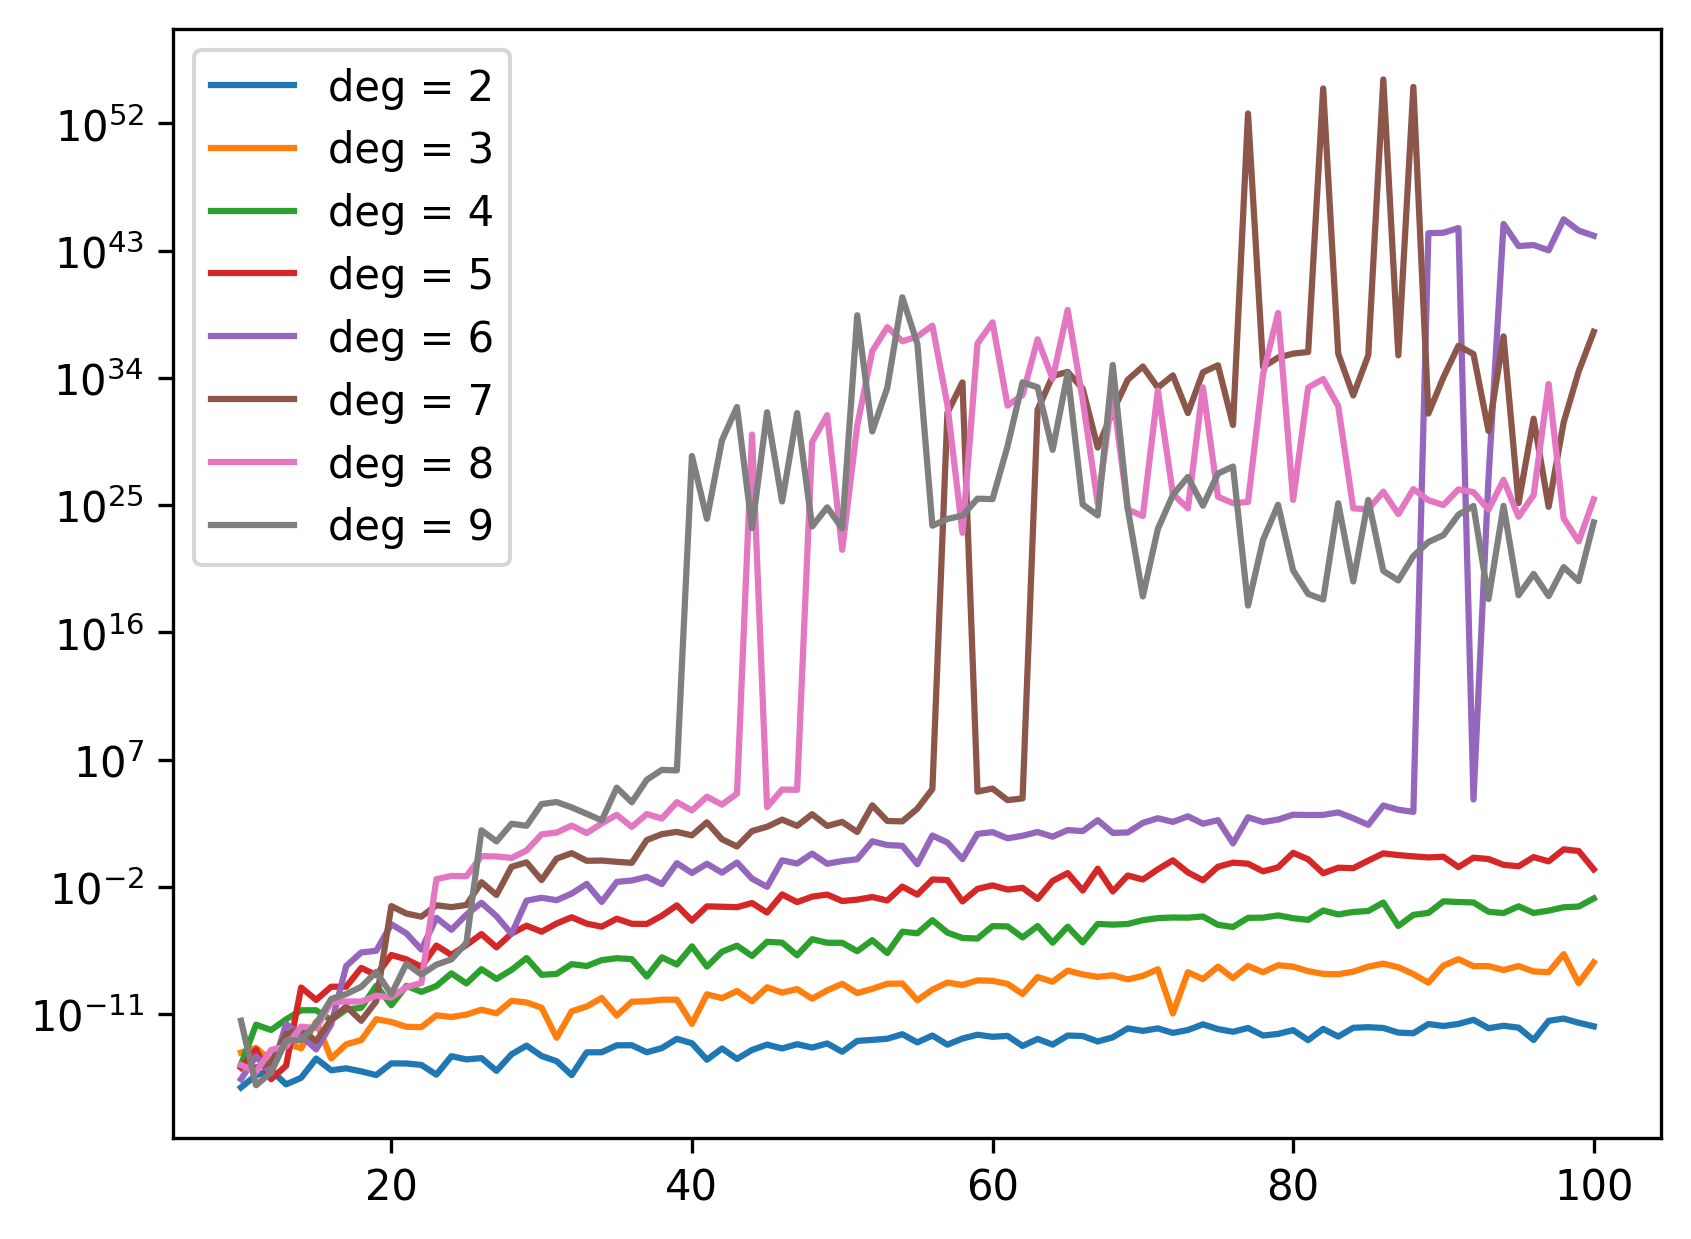 10^52
10^43
10^34
10^25
10^16
10^7
10^−2
10^−11
deg = 2
deg = 3
deg = 4
deg = 5
deg = 6
deg = 7
deg = 8
deg = 9
20 40 60 80 100